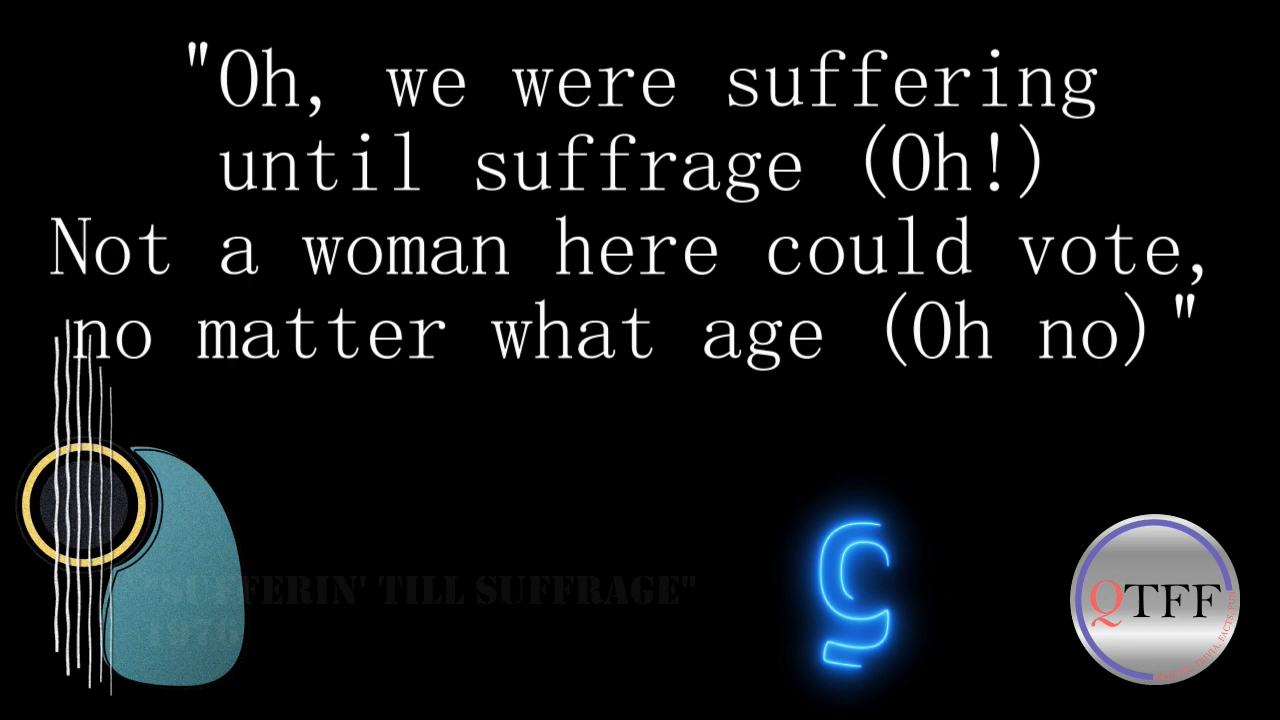 "Oh, we were suffering
until suffrage (Oh!)
Not a woman here could vote,
no matter what age (Oh no)"
"SUFFERIN' TILL SUFFRAGE"
1976
QTFF